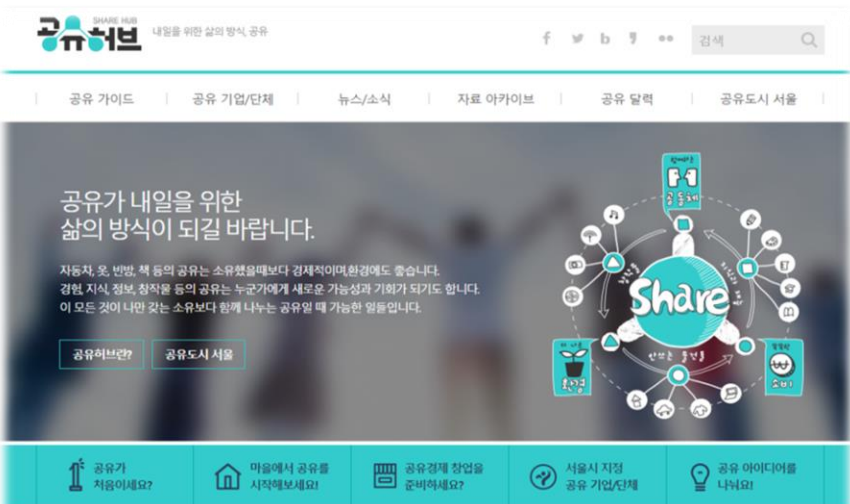 SHARE HUB
공유허브
내일을 위한 삶의 방식, 공유
검색
공유 가이드
공유 기업/단체
뉴스/소식
자료 아카이브
공유 달력
공유도시 서울
공유가 내일을 위한
삶의 방식이 되길 바랍니다.
자동차, 옷, 빈방, 책 등의 공유는 소유했을때보다 경제적이며,환경에도 좋습니다.
경험, 지식, 정보, 창작물 등의 공유는 누군가에게 새로운 가능성과 기회가 되기도 합니다.
이 모든 것이 나만 갖는 소유보다 함께 나누는 공유일 때 가능한 일들입니다.
공유허브란?
공유도시 서울
공동체
Share
안쓰는 물건들
더 나은
환경
소비
공유가
처음이세요?
마을에서 공유를
시작해보세요!
공유경제 창업을
준비하세요?
서울시 지정
공유 기업/단체
공유 아이디어를
나눠요!